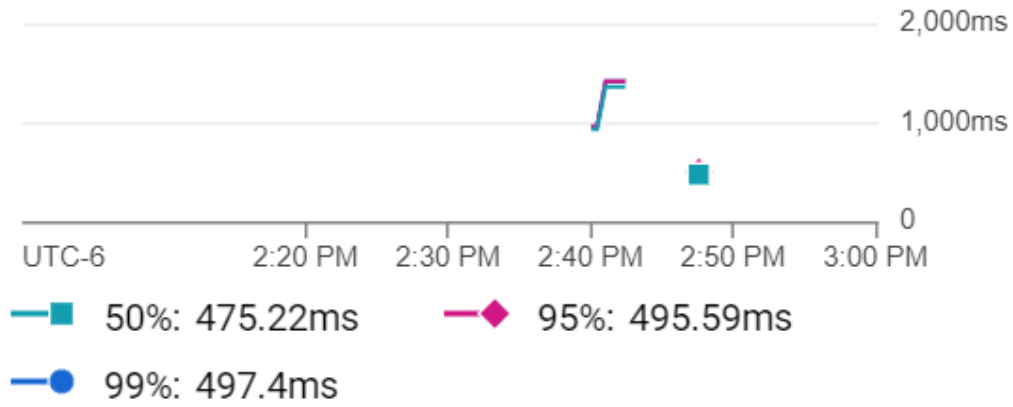 2,000ms
1,000ms
0
UTC-6 2:20 PM 2:30 PM 2:40 PM 2:50 PM 3:00 PM
50%: 475.22ms 95%: 495.59ms
99%: 497.4ms